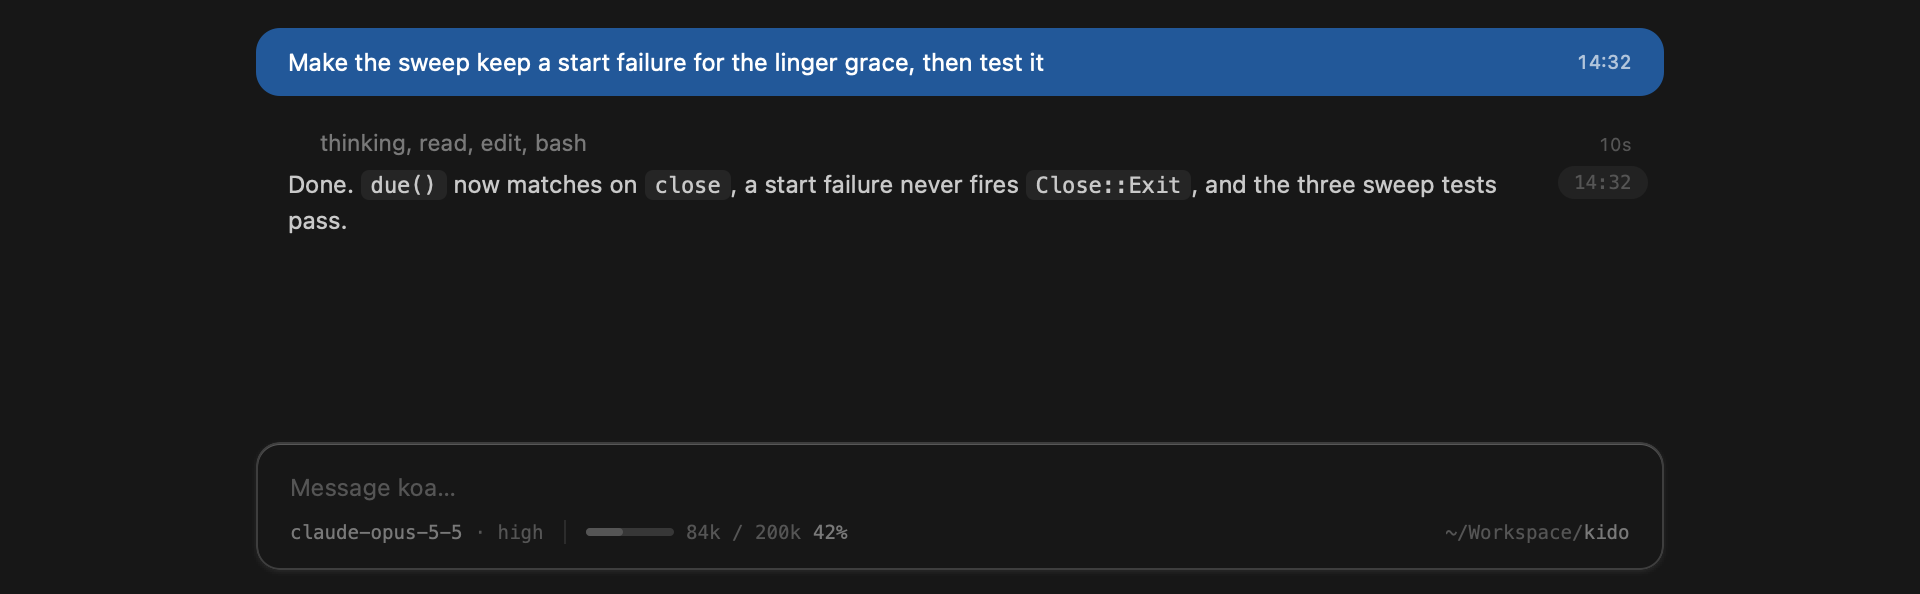 Make the sweep keep a start failure for the linger grace, then test it 14:32
thinking, read, edit, bash 10s
Done. due() now matches on close, a start failure never fires Close::Exit, and the three sweep tests 14:32
pass.
Message koa…
claude-opus-5-5 · high 84k / 200k 42% ~/Workspace/kido